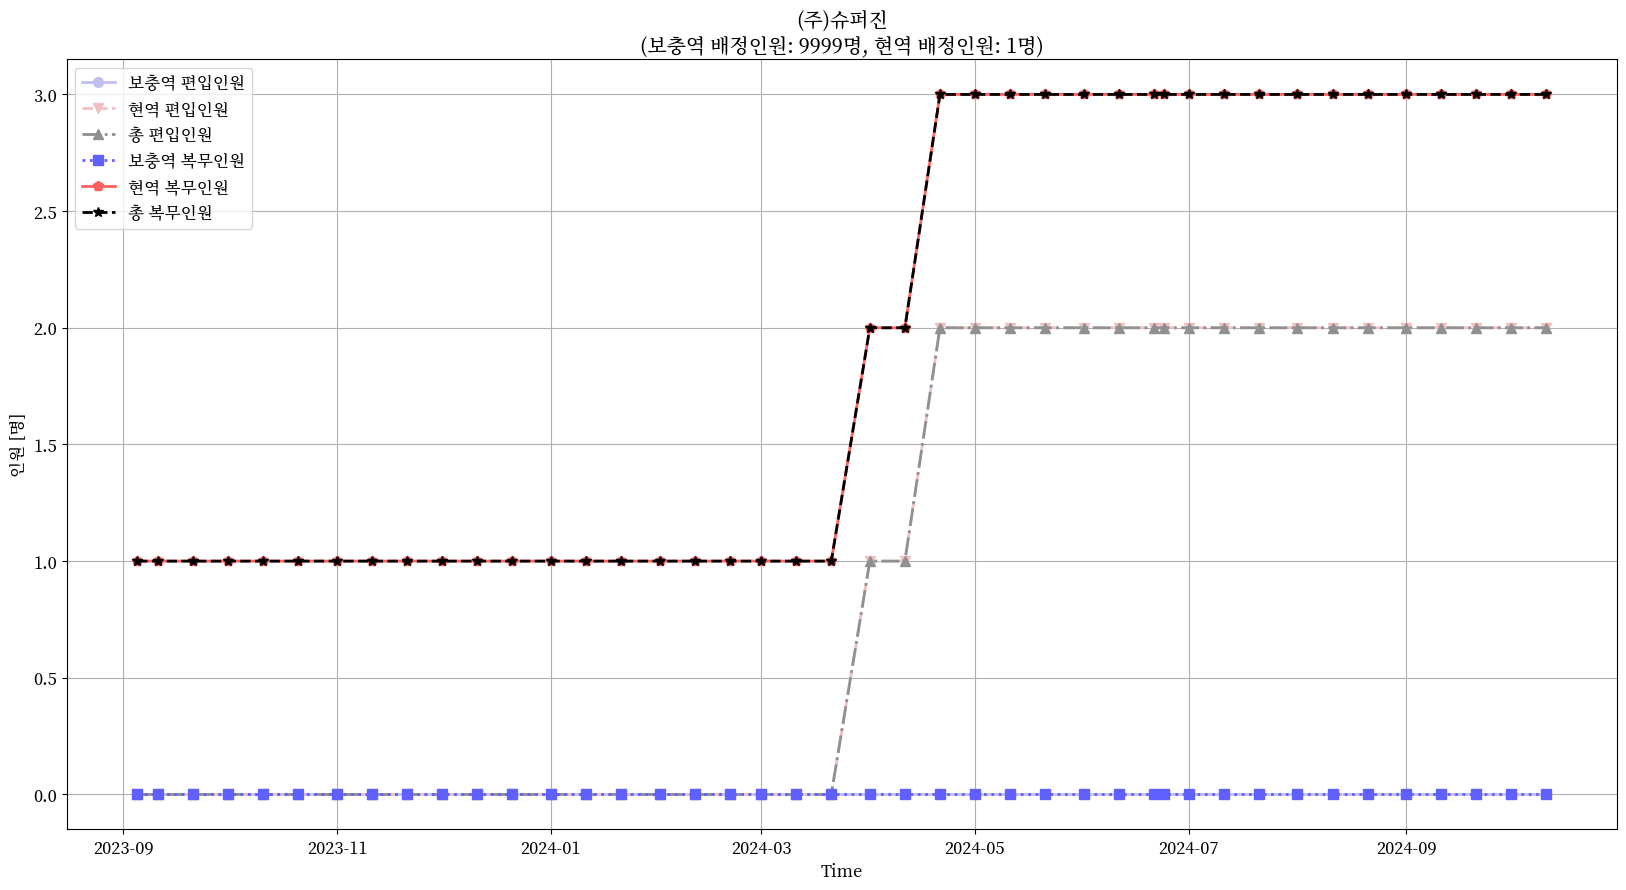 (주)슈퍼진
(보충역 배정인원: 9999명, 현역 배정인원: 1명)
보충역 편입인원
현역 편입인원
총 편입인원
보충역 복무인원
현역 복무인원
총 복무인원
3.0
2.5
2.0
1.5
1.0
0.5
0.0
인원 [명]
2023-09 2023-11 2024-01 2024-03 2024-05 2024-07 2024-09
Time